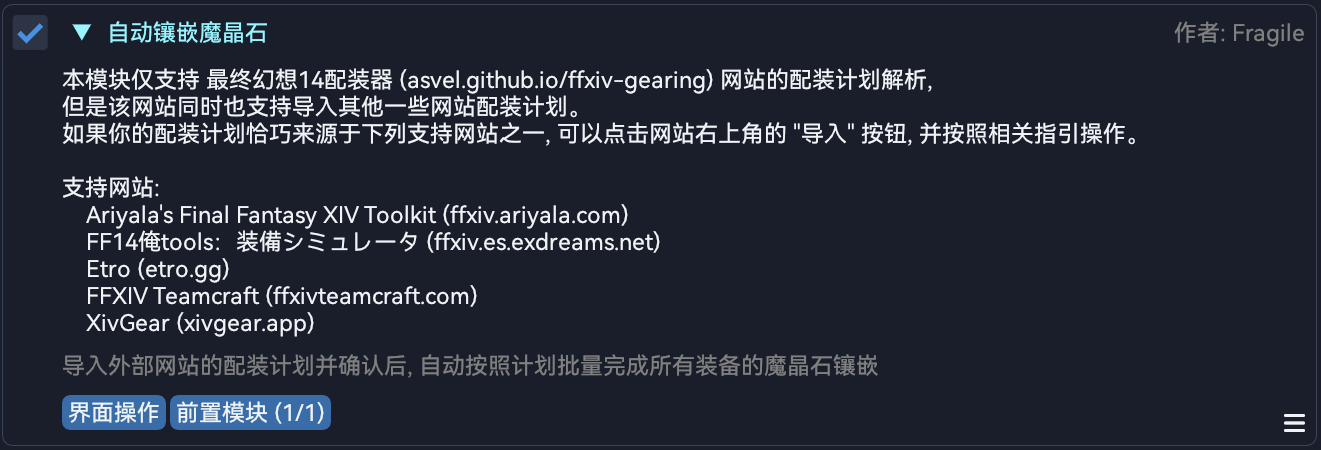 自动镶嵌魔晶石
作者: Fragile
本模块仅支持 最终幻想14配装器 (asvel.github.io/ffxiv-gearing) 网站的配装计划解析,
但是该网站同时也支持导入其他一些网站配装计划。
如果你的配装计划恰巧来源于下列支持网站之一, 可以点击网站右上角的 "导入" 按钮, 并按照相关指引操作。
支持网站:
Ariyala's Final Fantasy XIV Toolkit (ffxiv.ariyala.com)
FF14俺tools：装備シミュレータ (ffxiv.es.exdreams.net)
Etro (etro.gg)
FFXIV Teamcraft (ffxivteamcraft.com)
XivGear (xivgear.app)
导入外部网站的配装计划并确认后, 自动按照计划批量完成所有装备的魔晶石镶嵌
界面操作 前置模块 (1/1)